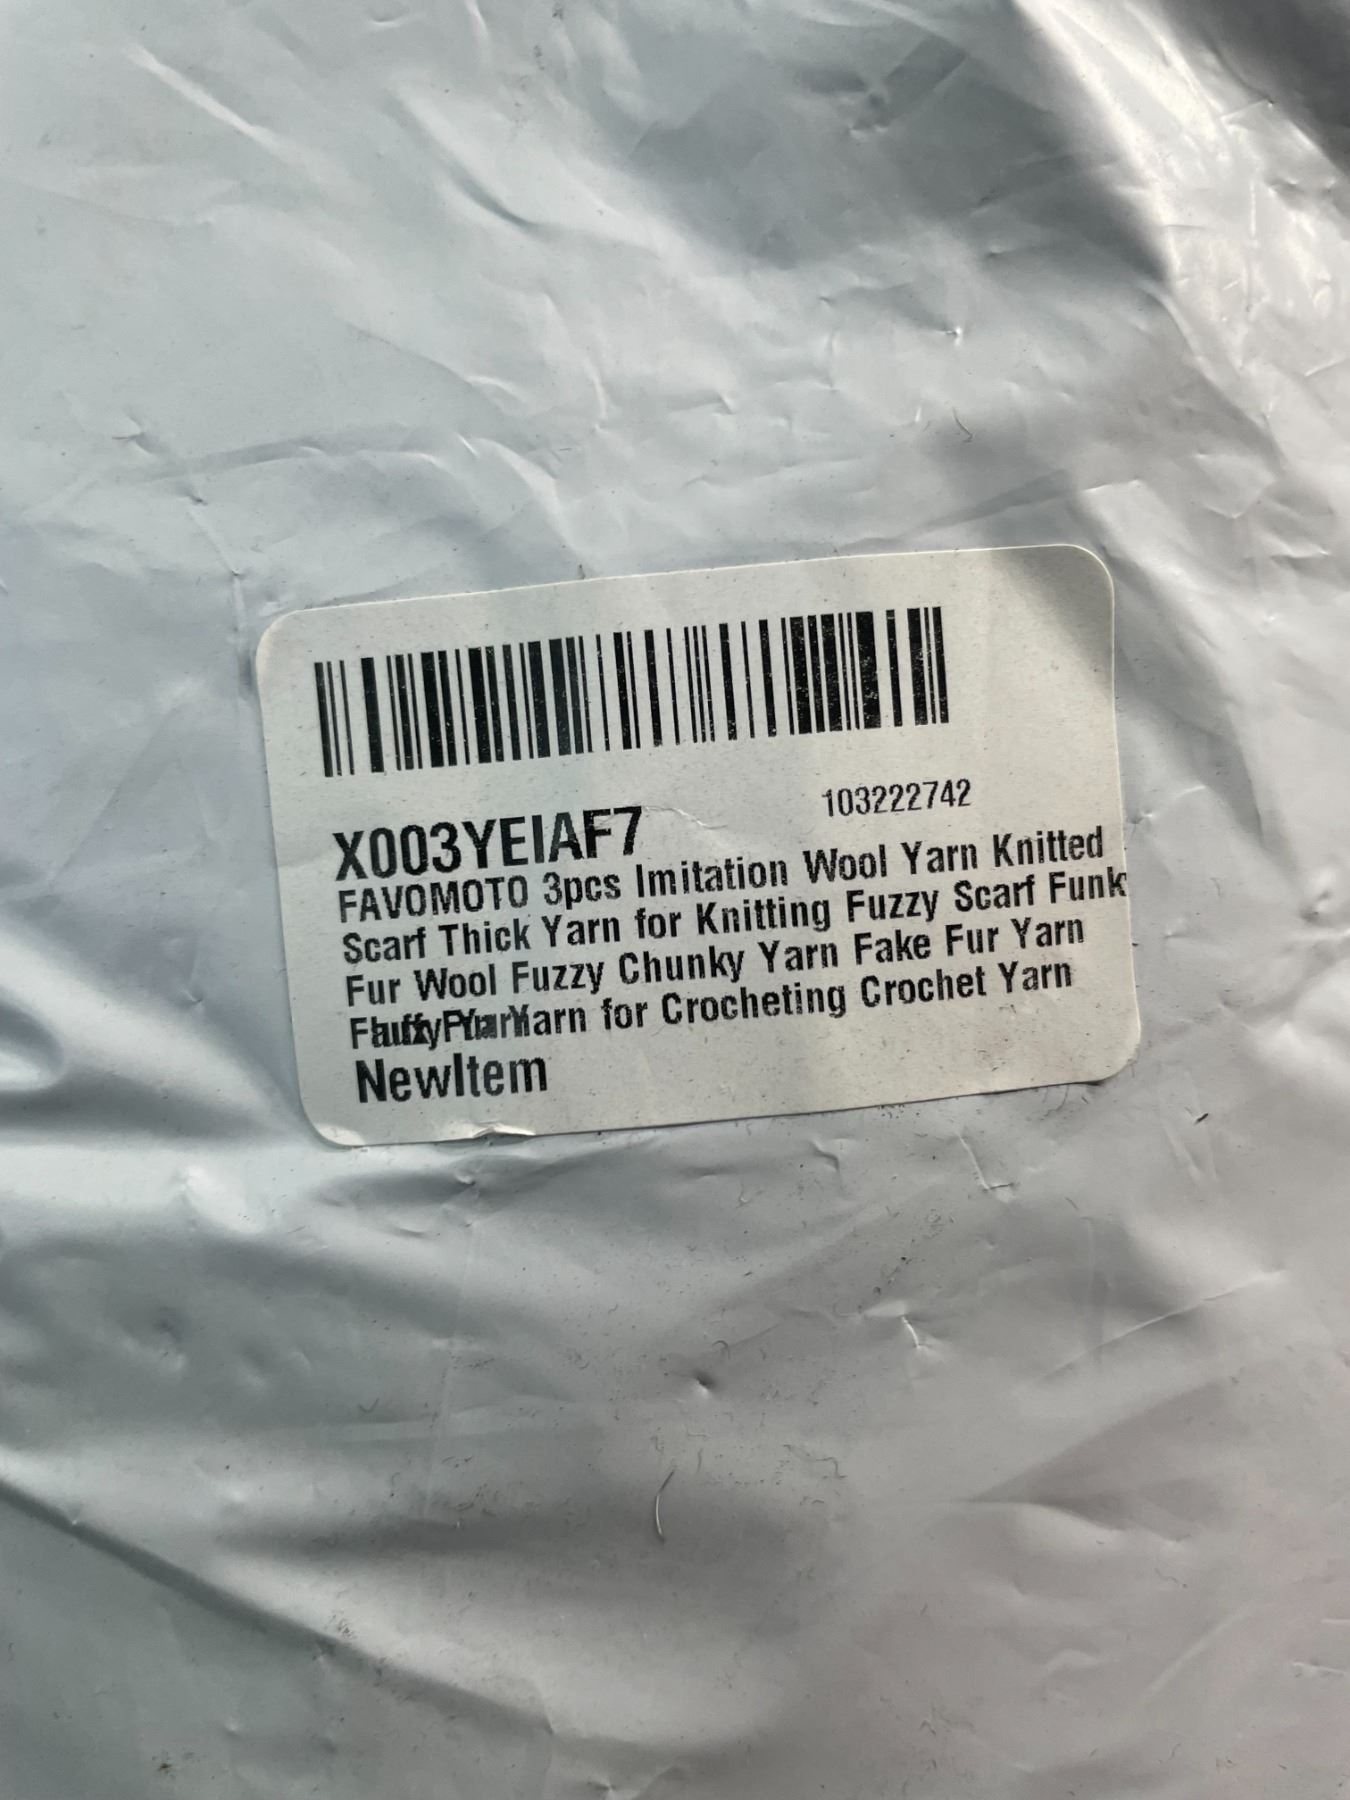 X003YEIAF7
103222742
FAVOMOTO 3pcs Imitation Wool Yarn Knitted
Scarf Thick Yarn for Knitting Fuzzy Scarf Funk
Fur Wool Fuzzy Chunky Yarn Fake Fur Yarn
Yarn for Crocheting Crochet Yarn
NewItem